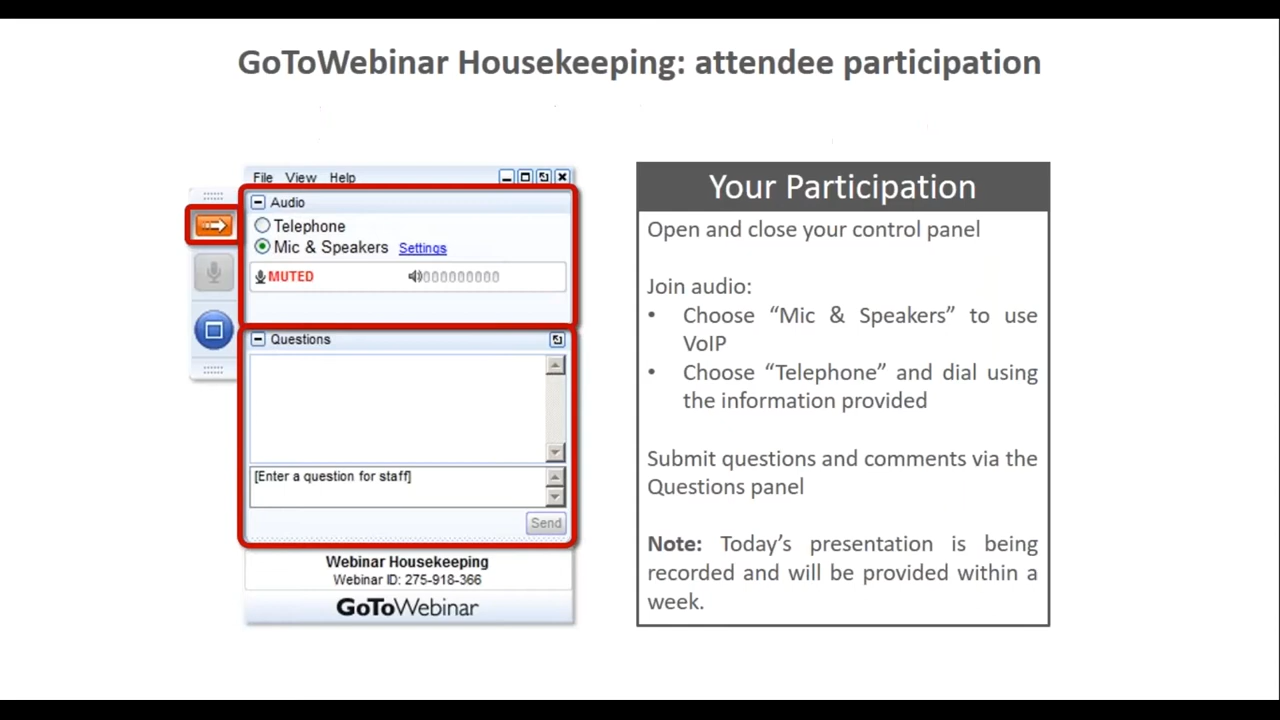 GoToWebinar Housekeeping: attendee participation
File View Help
Audio
Telephone
Mic & Speakers Settings
MUTED 000000000
Questions
[Enter a question for staff]
Send
Webinar Housekeeping
Webinar ID: 275-918-366
GoToWebinar
Your Participation
Open and close your control panel
Join audio:
• Choose “Mic & Speakers” to use
VoIP
• Choose “Telephone” and dial using
the information provided
Submit questions and comments via the
Questions panel
Note: Today’s presentation is being
recorded and will be provided within a
week.